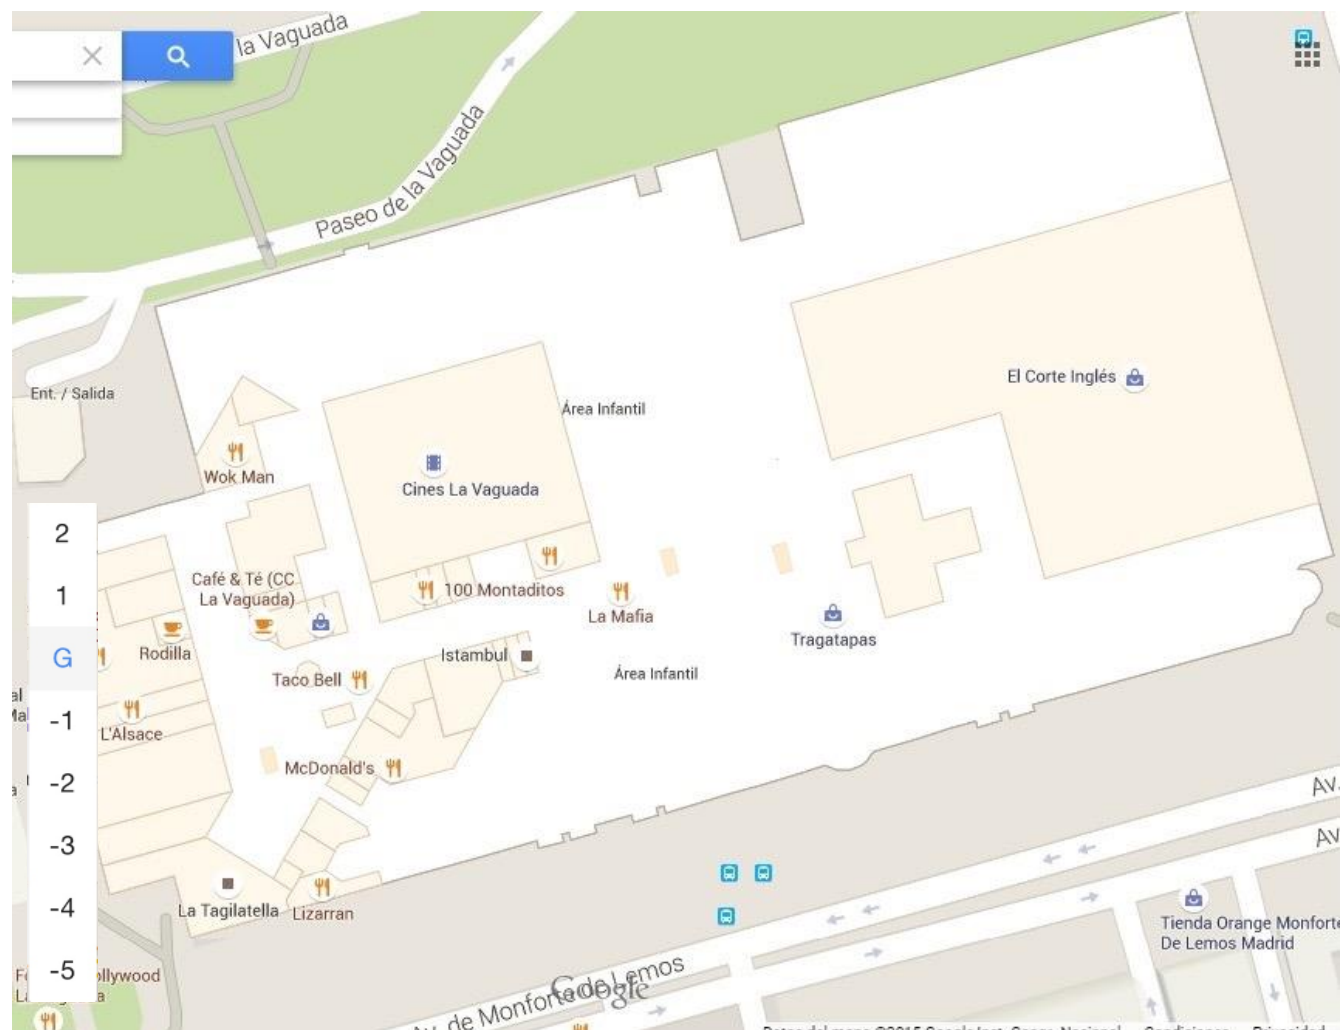 la Vaguada
Paseo de la Vaguada
Ent. / Salida
El Corte Inglés
Área Infantil
Wok Man
Cines La Vaguada
2
1
G
-1
-2
-3
-4
-5
Café & Té (CC
La Vaguada)
100 Montaditos
La Mafia
Rodilla
Istambul
Tragatapas
Taco Bell
Área Infantil
L'Alsace
McDonald's
Av.
Av
La Tagilatella
Lizarran
Tienda Orange Monforte
De Lemos Madrid
Av. de Monforte de Lemos
Google